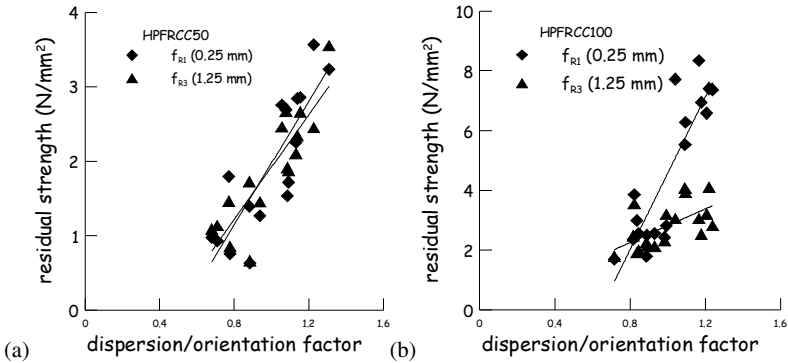 HPFRCC50
fR1 (0.25 mm)
fR3 (1.25 mm)
residual strength (N/mm²)
4
3
2
1
0
0
0.4
0.8
1.2
1.6
dispersion/orientation factor
(a)
HPFRCC100
fR1 (0.25 mm)
fR3 (1.25 mm)
residual strength (N/mm²)
10
8
6
4
2
0
0
0.4
0.8
1.2
1.6
dispersion/orientation factor
(b)